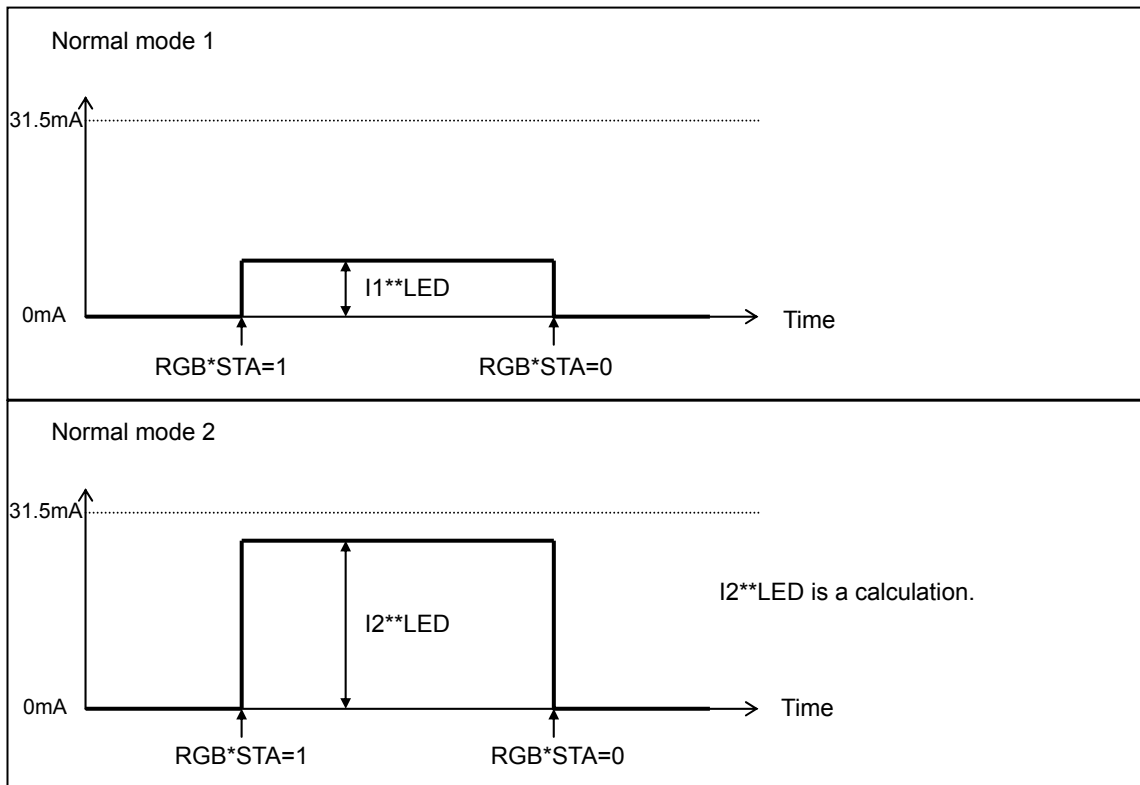 Normal mode 1
31.5mA
I1**LED
0mA
Time
RGB*STA=1 RGB*STA=0
Normal mode 2
31.5mA
I2**LED is a calculation.
I2**LED
0mA
Time
RGB*STA=1 RGB*STA=0